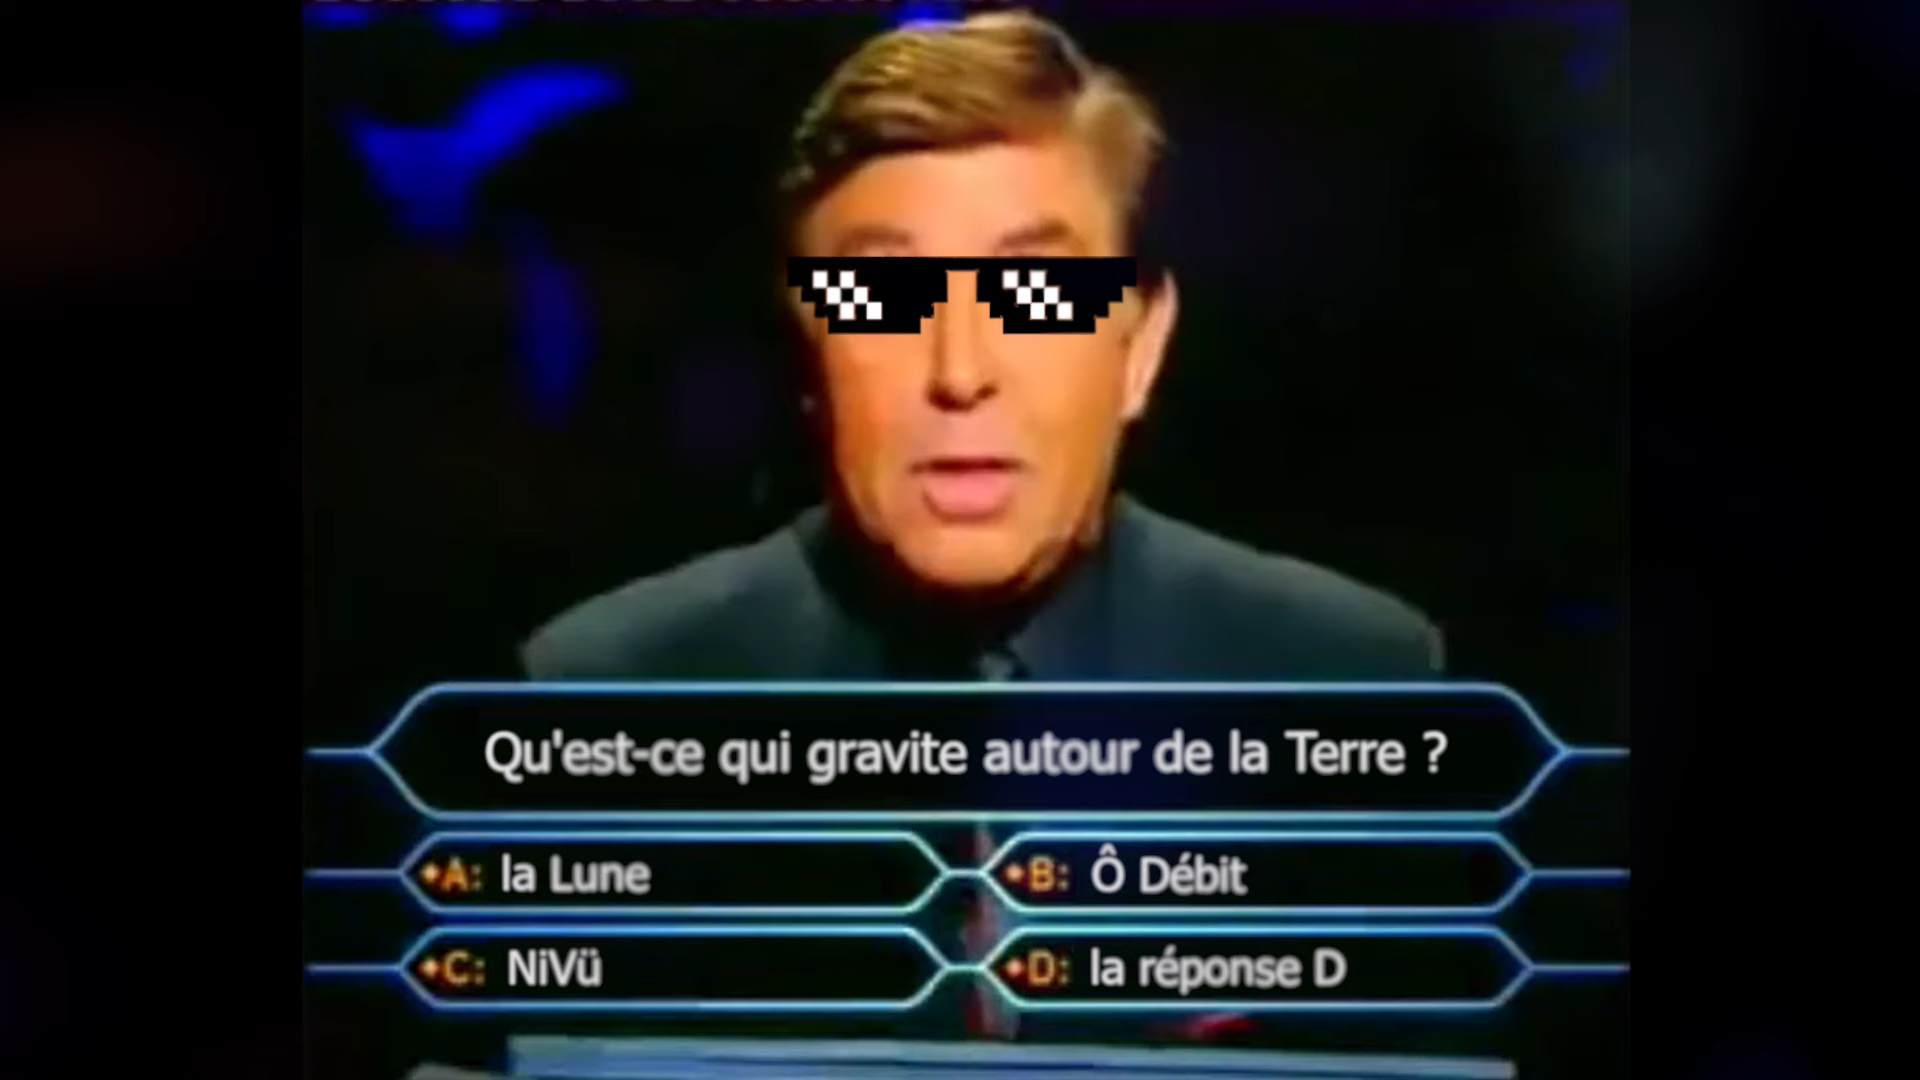 Qu'est-ce qui gravite autour de la Terre ?
A: la Lune
B: Ô Débit
C: NiVü
D: la réponse D